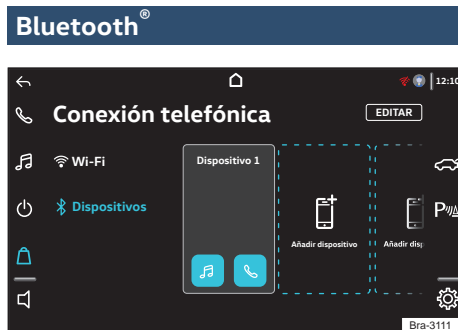 Bluetooth®
12:10
Conexión telefónica
EDITAR
Wi-Fi
Dispositivos
Dispositivo 1
Añadir dispositivo
Añadir disp
P
Bra-3111